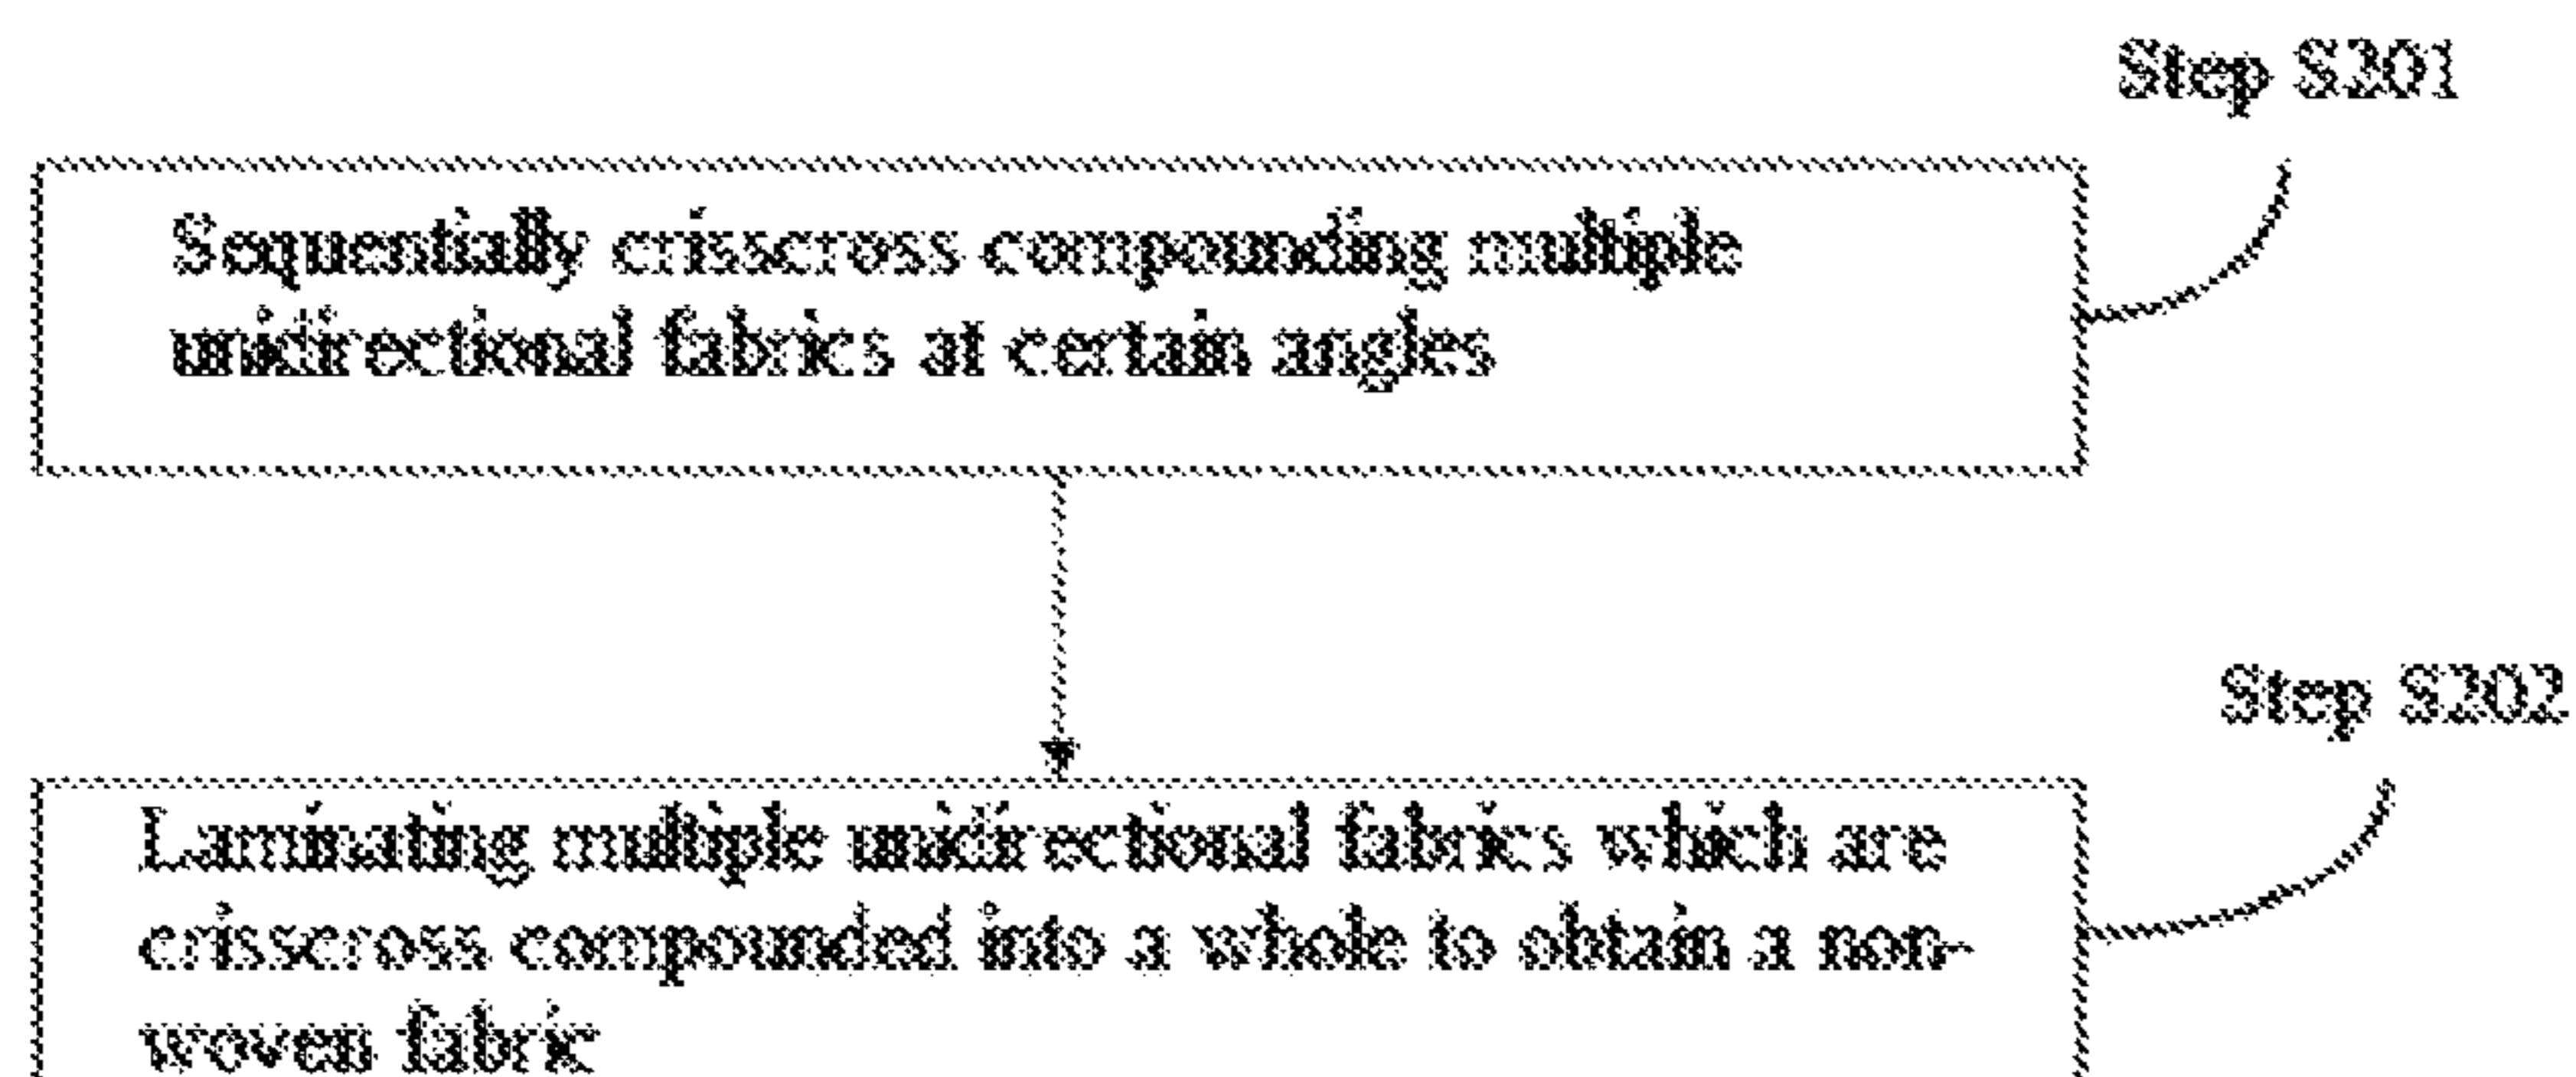 Step S201
Sequentially crisscross compounding multiple
unidirectional fabrics at certain angles
Step S202
Laminating multiple unidirectional fabrics which are
crisscross compounded into a whole to obtain a non-
woven fabric